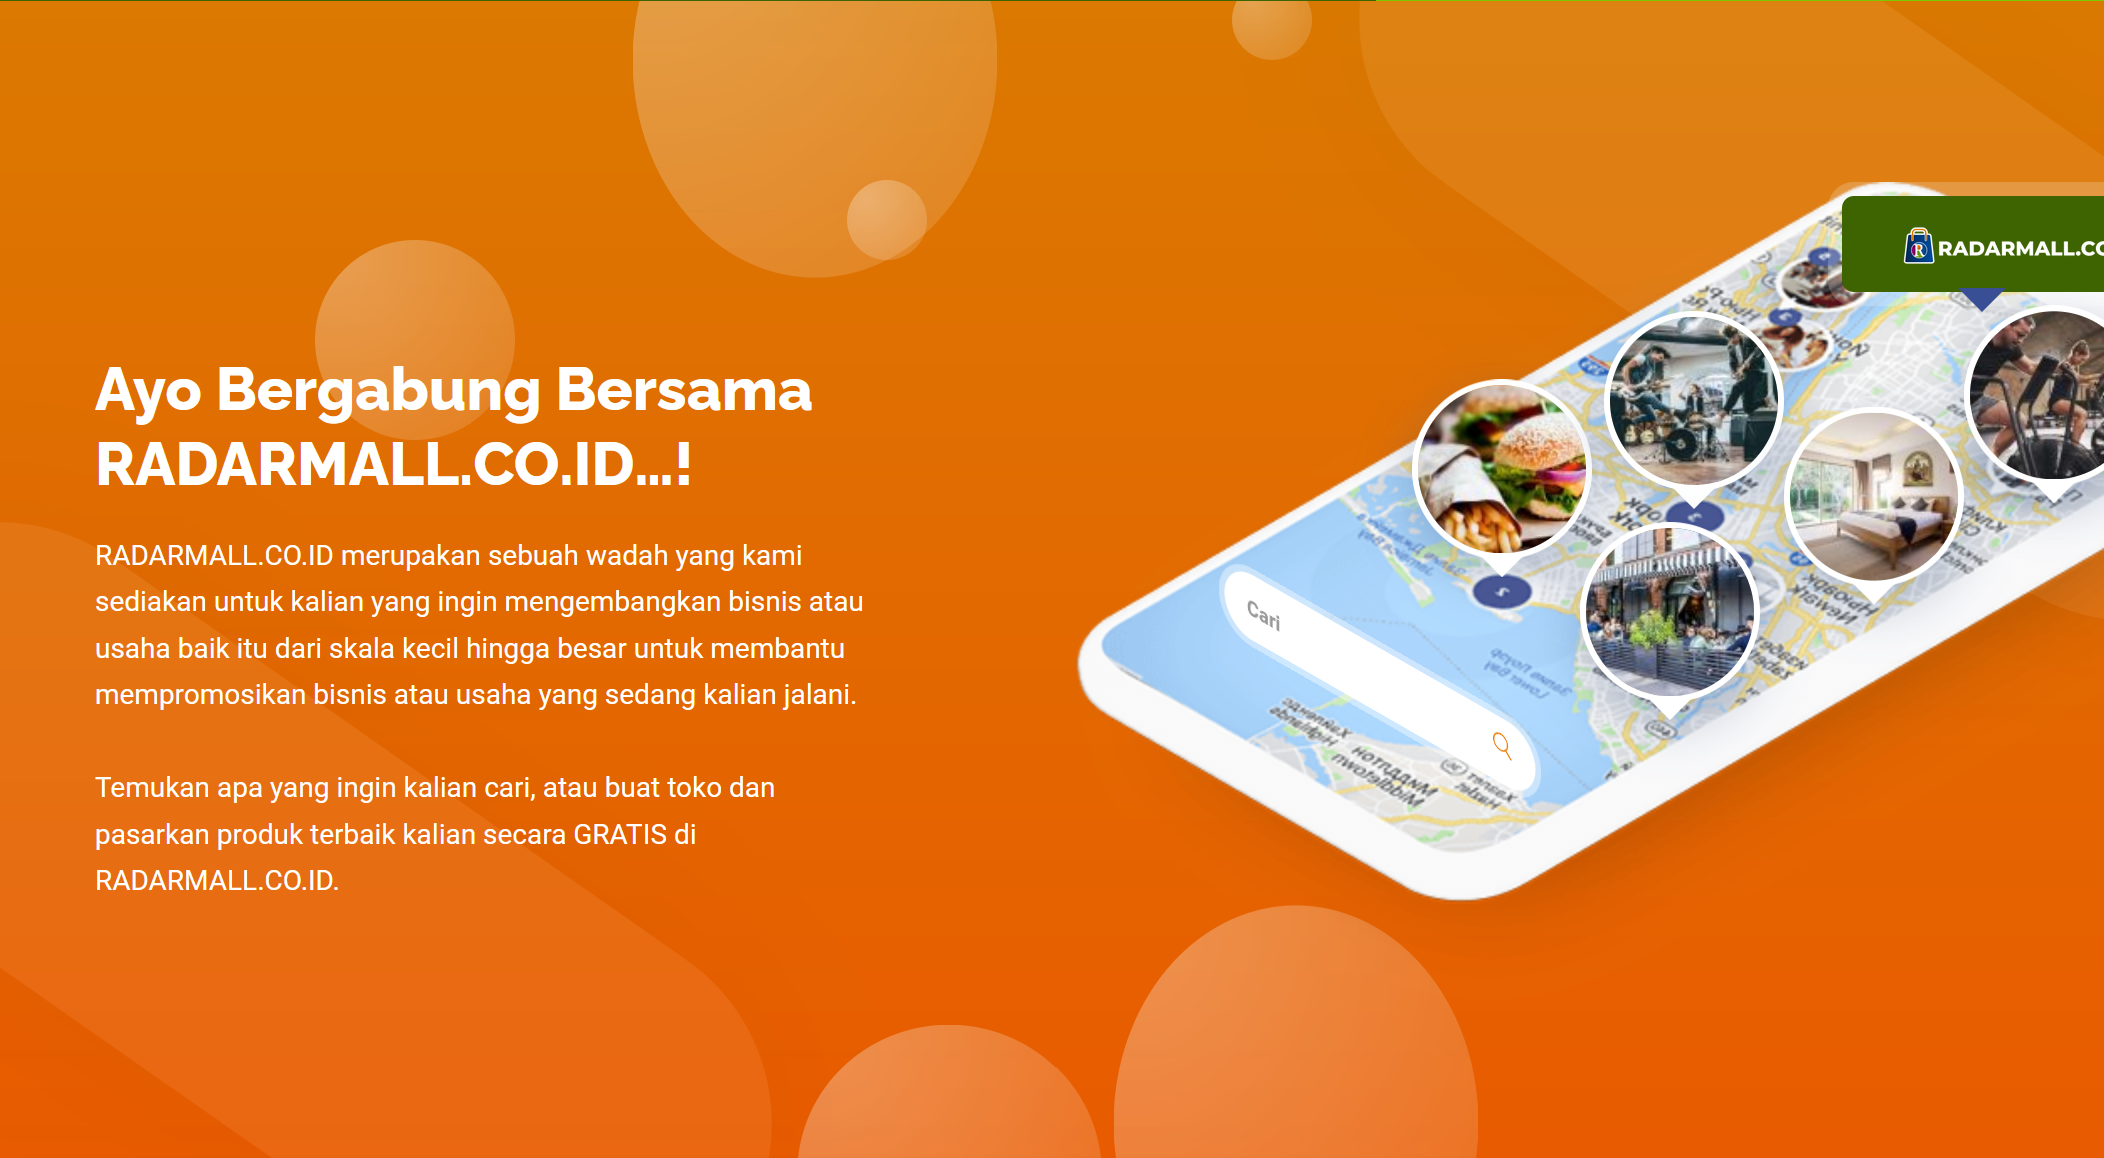 Ayo Bergabung Bersama
RADARMALL.CO.ID...!
RADARMALL.CO.ID merupakan sebuah wadah yang kami
sediakan untuk kalian yang ingin mengembangkan bisnis atau
usaha baik itu dari skala kecil hingga besar untuk membantu
mempromosikan bisnis atau usaha yang sedang kalian jalani.
Temukan apa yang ingin kalian cari, atau buat toko dan
pasarkan produk terbaik kalian secara GRATIS di
RADARMALL.CO.ID.
RADARMALL.CO
Cari